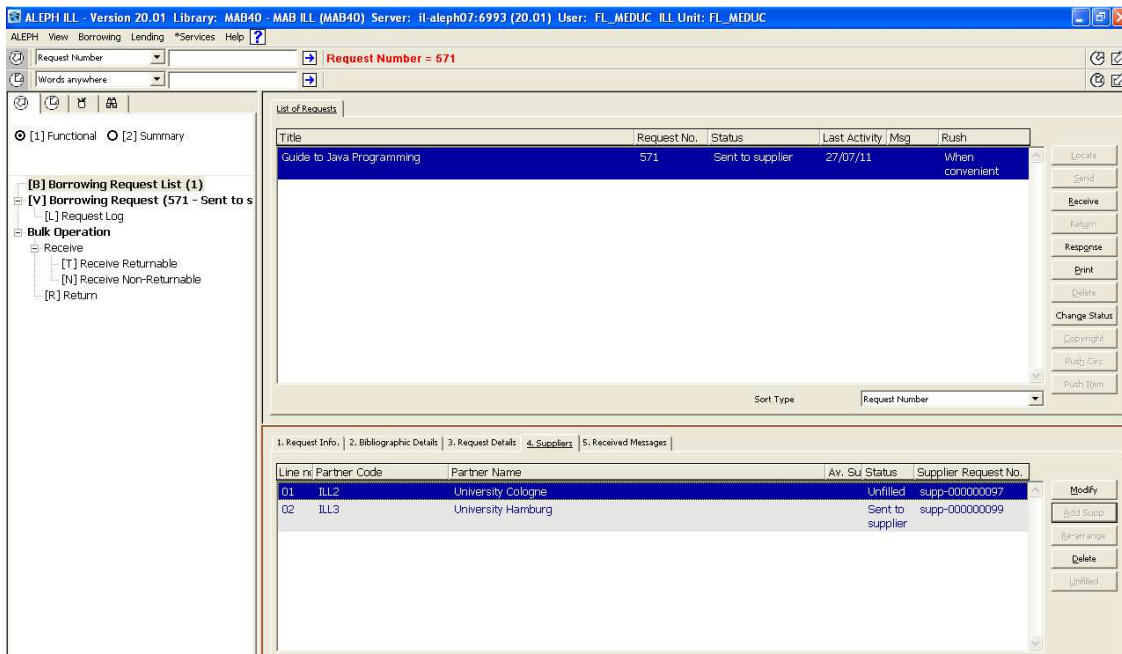 ALEPH ILL - Version 20.01 Library: MAB40 - MAB ILL (MAB40) Server: il-aleph07:6993 (20.01) User: FL_MEDUC ILL Unit: FL_MEDUC
ALEPH View Borrowing Lending *Services Help ?
Request Number Request Number = 571
Words anywhere
[1] Functional [2] Summary
[B] Borrowing Request List (1)
[V] Borrowing Request (571 - Sent to s
[L] Request Log
Bulk Operation
Receive
[T] Receive Returnable
[N] Receive Non-Returnable
[R] Return
List of Requests
Title Request No. Status Last Activity Msg Rush
Guide to Java Programming 571 Sent to supplier 27/07/11 When
convenient
Locate
Send
Receive
Return
Response
Print
Delete
Change Status
Copyright
Push Circ
Push Item
Sort Type Request Number
1. Request Info. 2. Bibliographic Details 3. Request Details 4. Suppliers 5. Received Messages
Line no Partner Code Partner Name Av. Su Status Supplier Request No.
01 ILL2 University Cologne Unfilled supp-000000097
02 ILL3 University Hamburg Sent to supp-000000099
supplier
Modify
Add Supp
Re-arrange
Delete
Unfilled